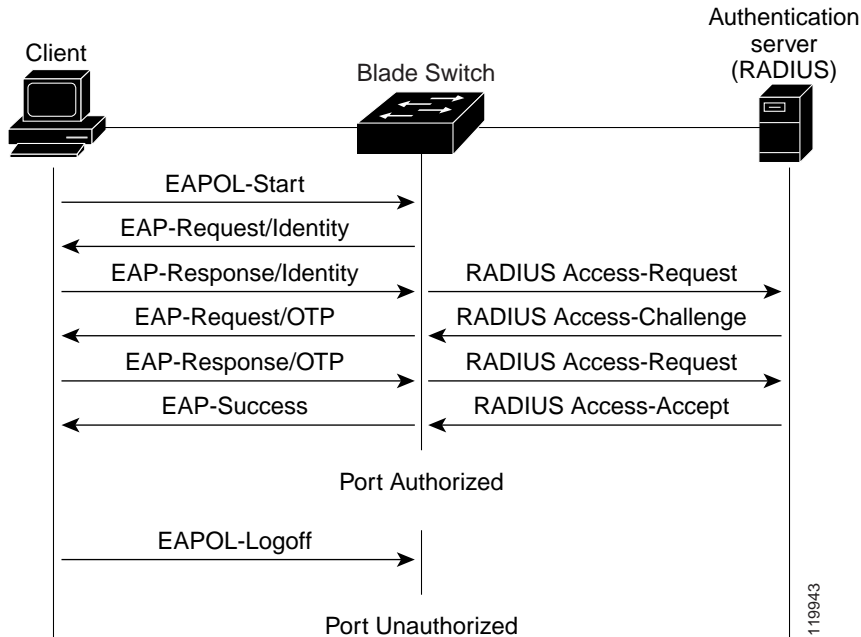 Client
Blade Switch
Authentication
server
(RADIUS)
EAPOL-Start
EAP-Request/Identity
EAP-Response/Identity
RADIUS Access-Request
EAP-Request/OTP
RADIUS Access-Challenge
EAP-Response/OTP
RADIUS Access-Request
EAP-Success
RADIUS Access-Accept
Port Authorized
EAPOL-Logoff
Port Unauthorized
119943